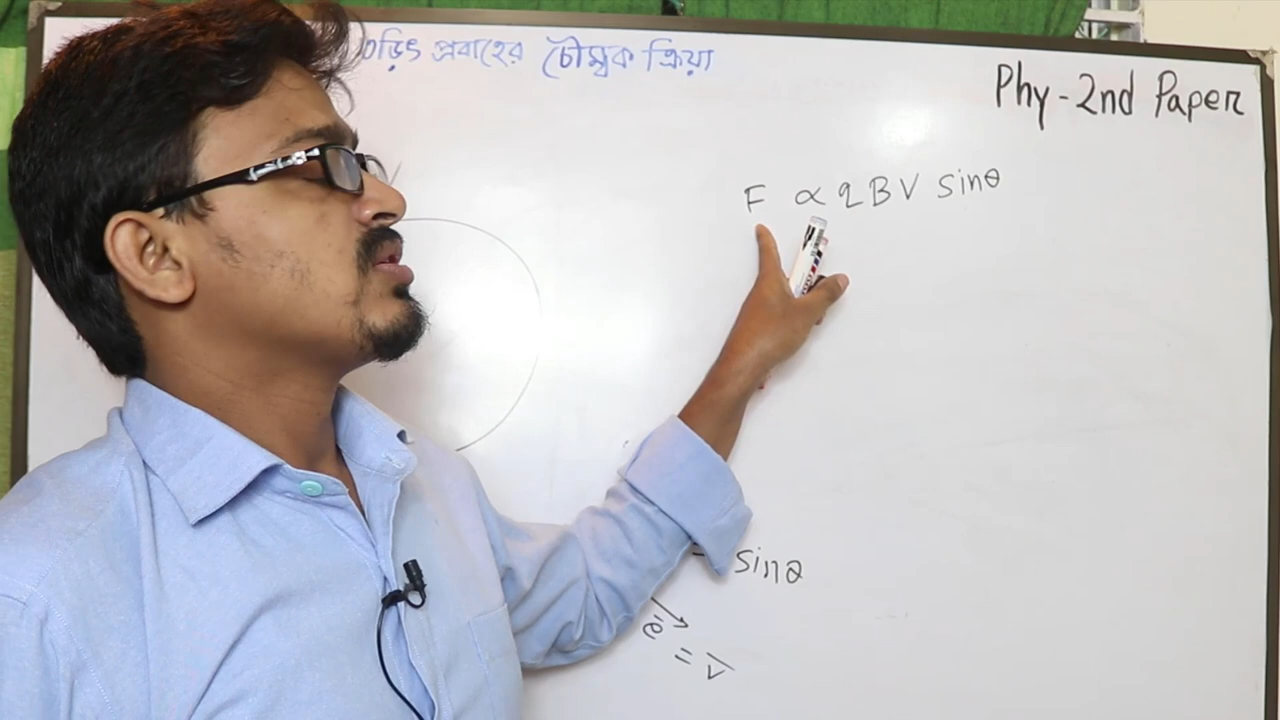 তড়িৎ প্রবাহের চৌম্বক ক্রিয়া
Phy-2nd Paper
F ∝ qBV sinθ
sinθ
e
= v̅